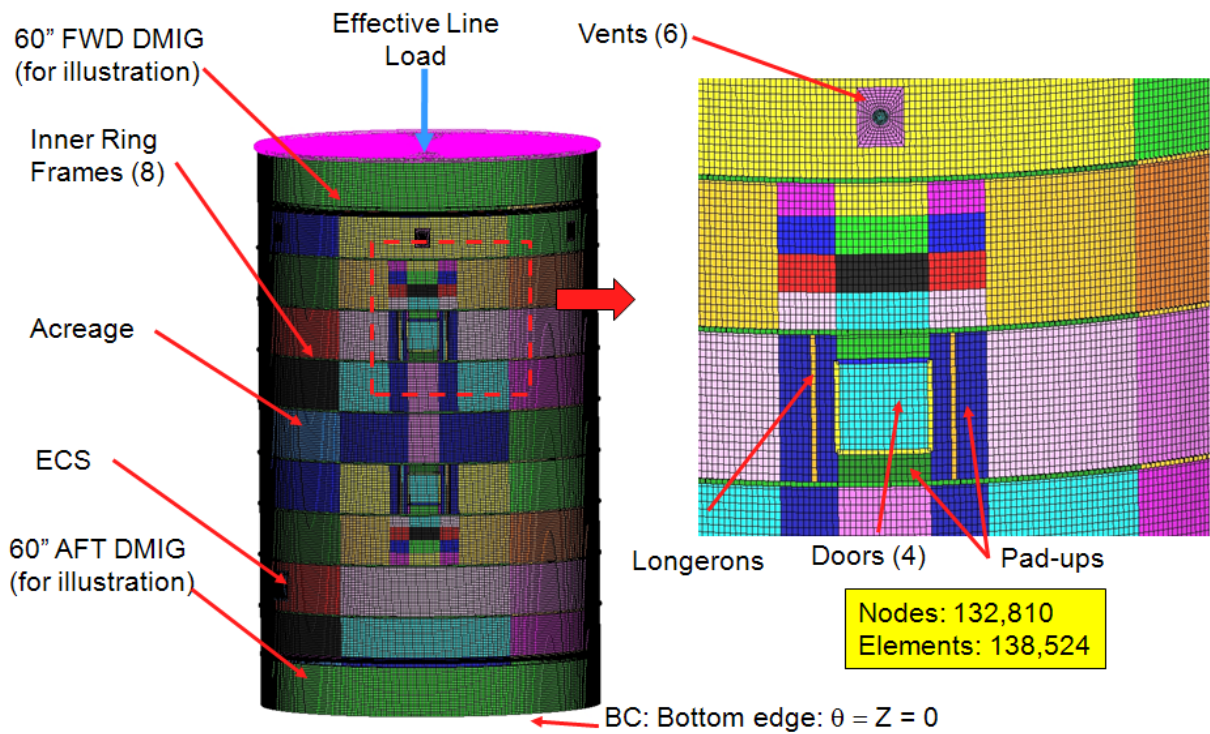 60” FWD DMIG
(for illustration)
Effective Line
Load
Vents (6)
Inner Ring
Frames (8)
Acreage
ECS
60” AFT DMIG
(for illustration)
Longerons
Doors (4)
Pad-ups
Nodes: 132,810
Elements: 138,524
BC: Bottom edge: θ = Z = 0